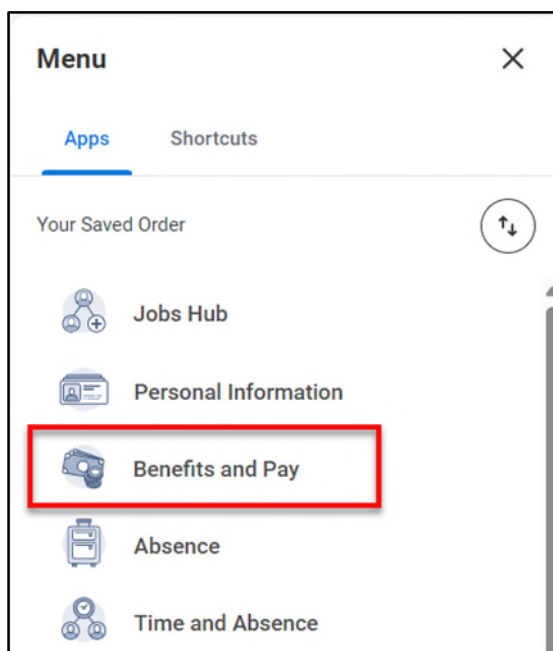 Menu
Apps Shortcuts
Your Saved Order
Jobs Hub
Personal Information
Benefits and Pay
Absence
Time and Absence